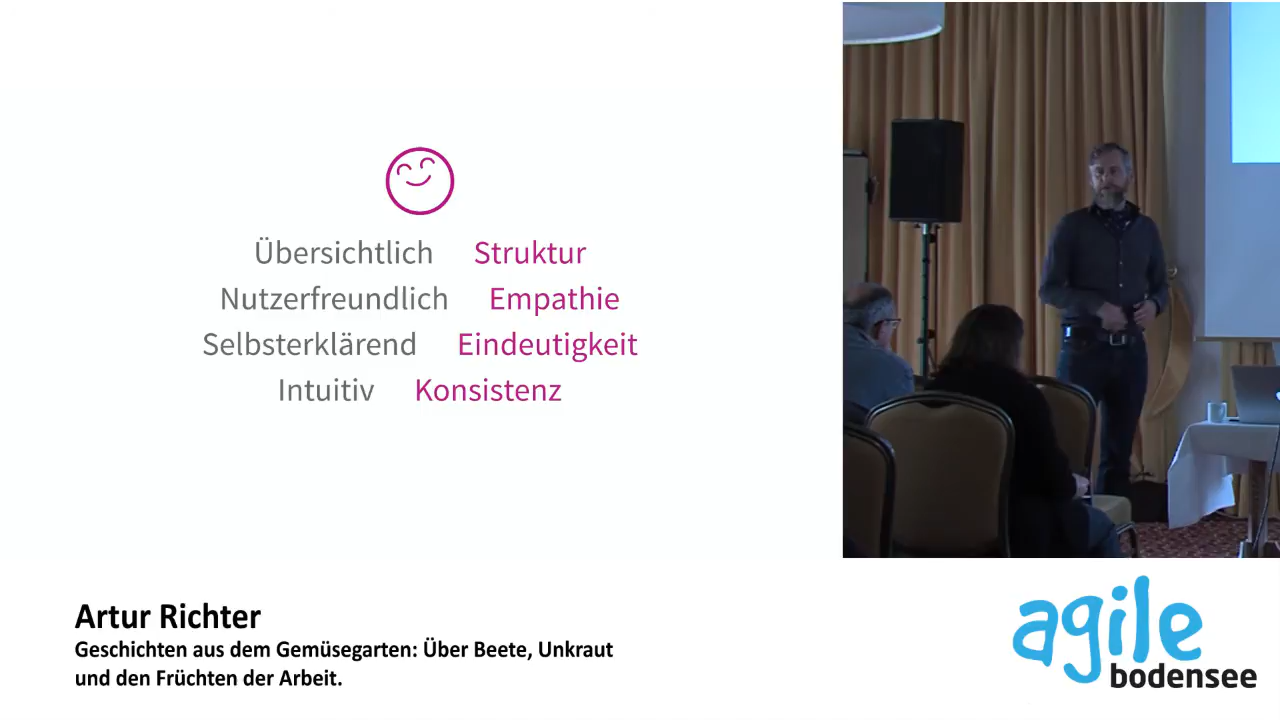 Übersichtlich Struktur
Nutzerfreundlich Empathie
Selbsterklärend Eindeutigkeit
Intuitiv Konsistenz
Artur Richter
Geschichten aus dem Gemüsegarten: Über Beete, Unkraut
und den Früchten der Arbeit.
agile
bodensee